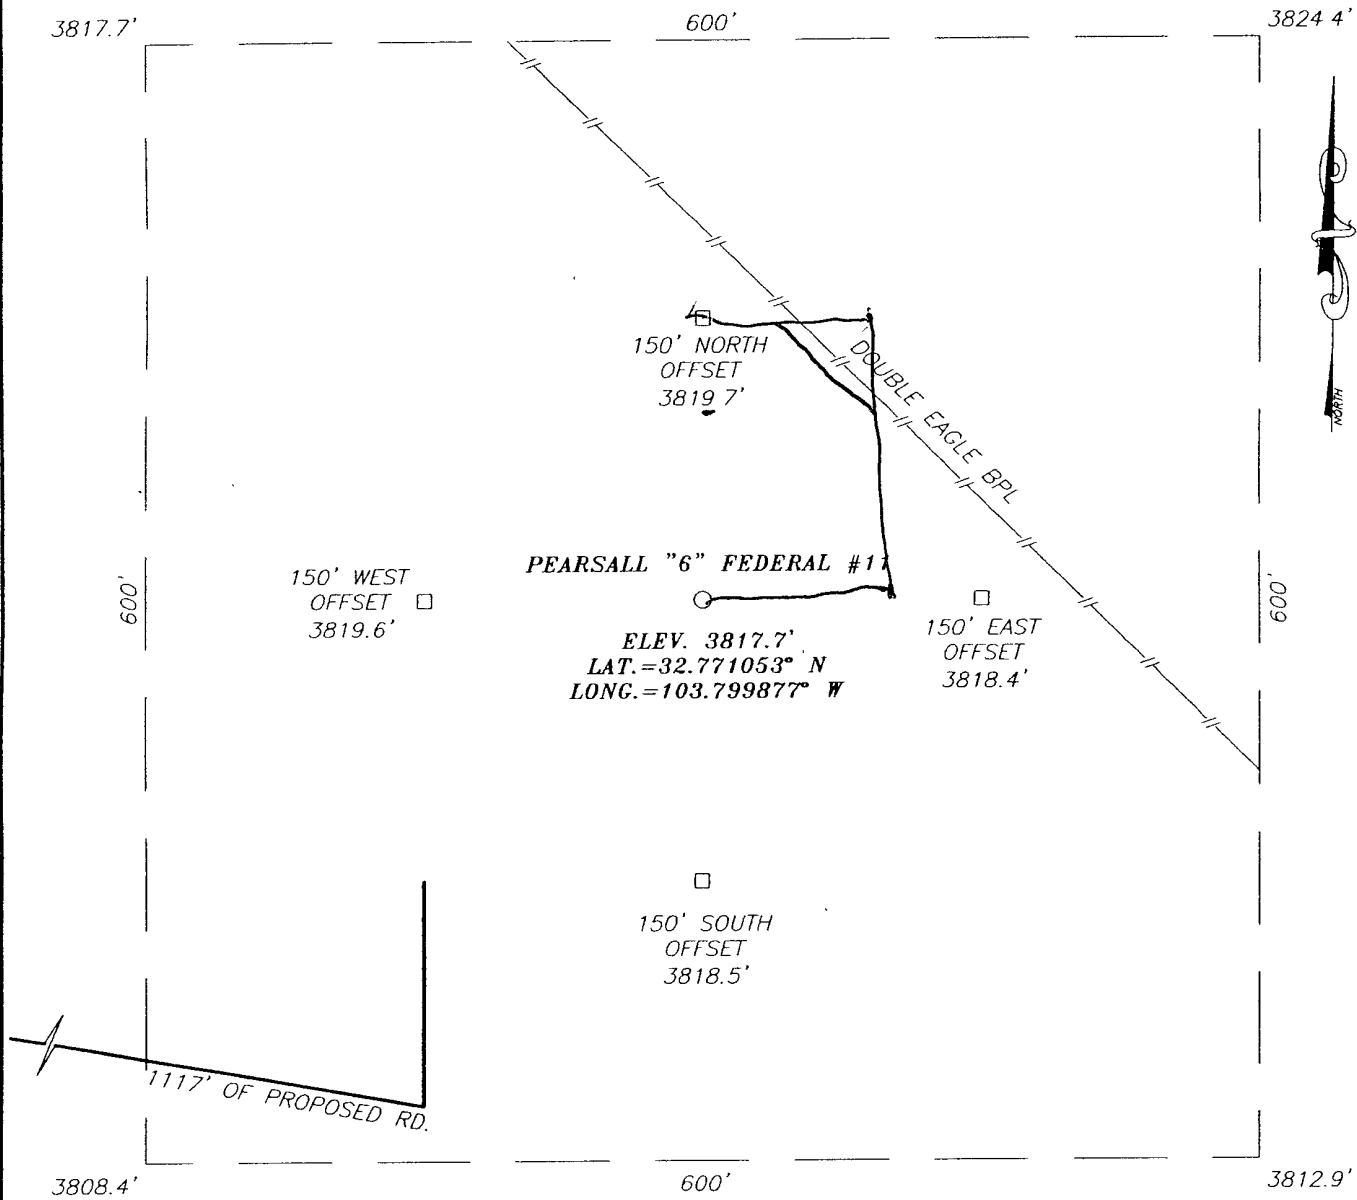 3817.7'
600'
3824 4'
NORTH
150' NORTH
OFFSET
3819 7'
DOUBLE EAGLE BPL
PEARSALL "6" FEDERAL #11
150' WEST
OFFSET
3819.6'
600'
600'
ELEV. 3817.7'
LAT.=32.771053° N
LONG.=103.799877° W
150' EAST
OFFSET
3818.4'
150' SOUTH
OFFSET
3818.5'
1117' OF PROPOSED RD.
3808.4'
600'
3812.9'